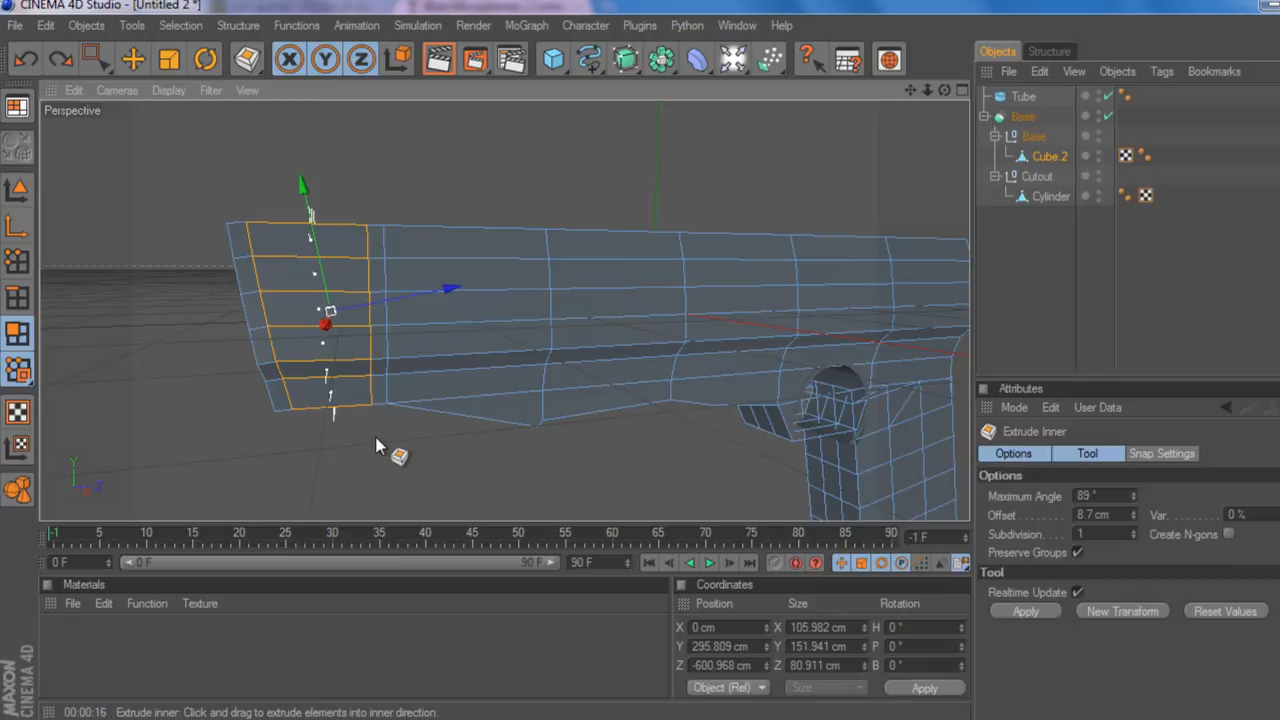 CINEMA 4D Studio - [Untitled 2 *]
File Edit Objects Tools Selection Structure Functions Animation Simulation Render MoGraph Character Plugins Python Window Help
X Y Z
Edit Cameras Display Filter View
Perspective
Y
X Z
Objects Structure
File Edit View Objects Tags Bookmarks
Tube
Base
Base
Cube.2
Cutout
Cylinder
Attributes
Mode Edit User Data
Extrude Inner
Options Tool Snap Settings
Options
Maximum Angle 89 °
Offset . . . . . . . . 8.7 cm Var. . . . . . . . 0 %
Subdivision . . . . 1 Create N-gons
Preserve Groups
Tool
Realtime Update
Apply New Transform Reset Values
-1 5 10 15 20 25 30 35 40 45 50 55 60 65 70 75 80 85 90 -1 F
0 F 0 F 90 F 90 F
Materials
File Edit Function Texture
Coordinates
Position Size Rotation
X 0 cm X 105.982 cm H 0 °
Y 295.809 cm Y 151.941 cm P 0 °
Z -600.968 cm Z 80.911 cm B 0 °
Object (Rel) Size Apply
MAXON CINEMA 4D
00:00:16 Extrude inner: Click and drag to extrude elements into inner direction.